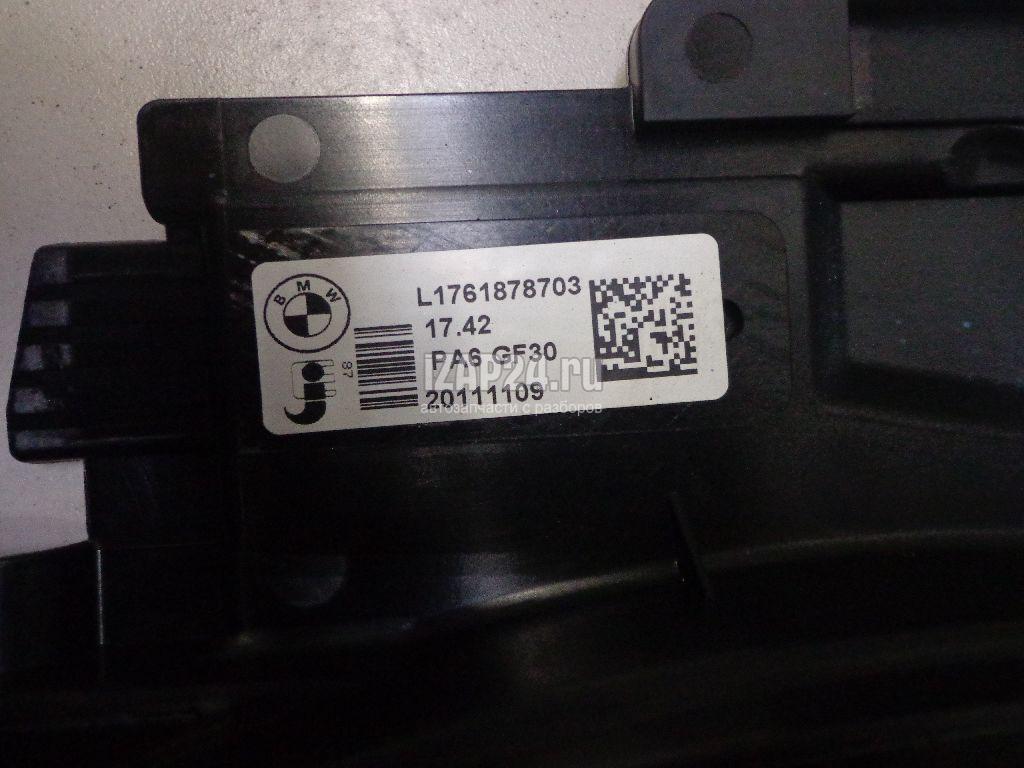 BMW
L1761878703
17.42
PA6 GF30
20111109
87
IZAP24.ru
автозапчасти с разборов